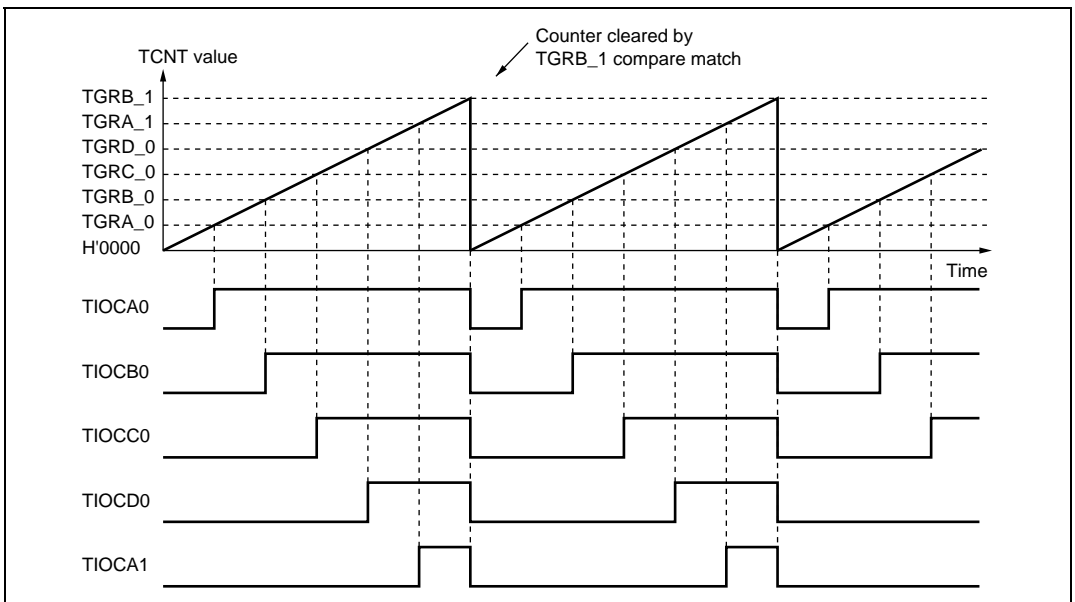 Counter cleared by
TGRB_1 compare match
TCNT value
TGRB_1
TGRA_1
TGRD_0
TGRC_0
TGRB_0
TGRA_0
H'0000
Time
TIOCA0
TIOCB0
TIOCC0
TIOCD0
TIOCA1